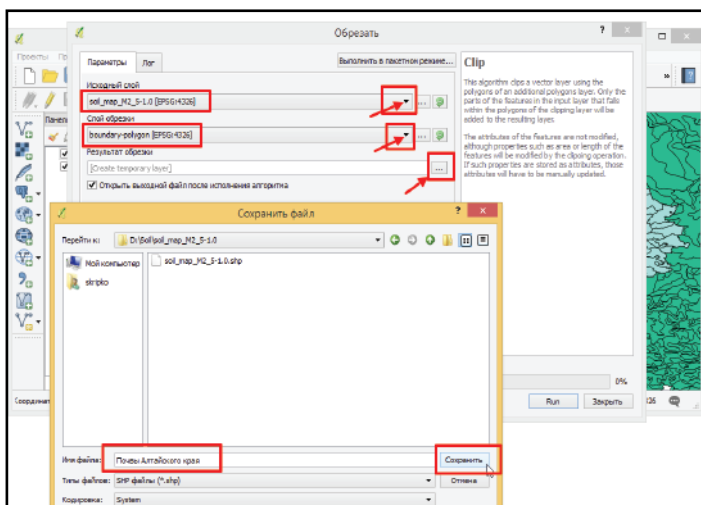 Обрезать
Проекты
Параметры
Лог
Выполнить в пакетном режиме...
Исходный слой
soil_map_M2_5-1.0 [EPSG:4326]
Слой обрезки
boundary-polygon [EPSG:4326]
Результат обрезки
[Create temporary layer]
Открыть выходной файл после исполнения алгоритма
Clip
This algorithm clips a vector layer using the
polygons of an additional polygons layer. Only the
parts of the features in the input layer that falls
within the polygons of the clipping layer will be
added to the resulting layer.
The attributes of the features are not modified,
although properties such as area or length of the
features will be modified by the clipping operation.
If such properties are stored as attributes, those
attributes will have to be manually updated.
0%
Run
Закрыть
Сохранить файл
Перейти к:
D:\Soil\soil_map_M2_5-1.0
Мой компьютер
skripko
soil_map_M2_5-1.0.shp
Имя файла:
Почвы Алтайского края
Сохранить
Типы файлов:
SHP файлы (*.shp)
Отмена
Кодировка:
System